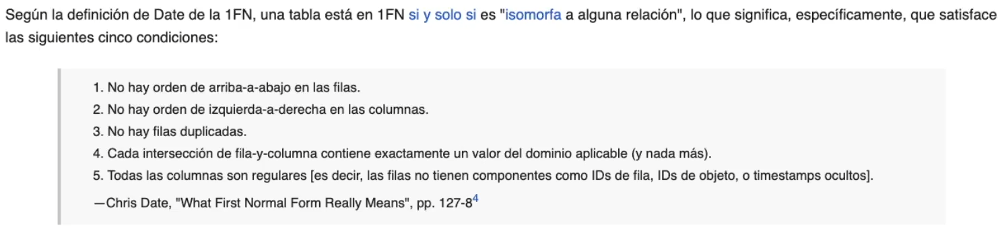 Según la definición de Date de la 1FN, una tabla está en 1FN si y solo si es "isomorfa a alguna relación", lo que significa, específicamente, que satisface
las siguientes cinco condiciones:
1. No hay orden de arriba-a-abajo en las filas.
2. No hay orden de izquierda-a-derecha en las columnas.
3. No hay filas duplicadas.
4. Cada intersección de fila-y-columna contiene exactamente un valor del dominio aplicable (y nada más).
5. Todas las columnas son regulares [es decir, las filas no tienen componentes como IDs de fila, IDs de objeto, o timestamps ocultos].
—Chris Date, "What First Normal Form Really Means", pp. 127-8⁴